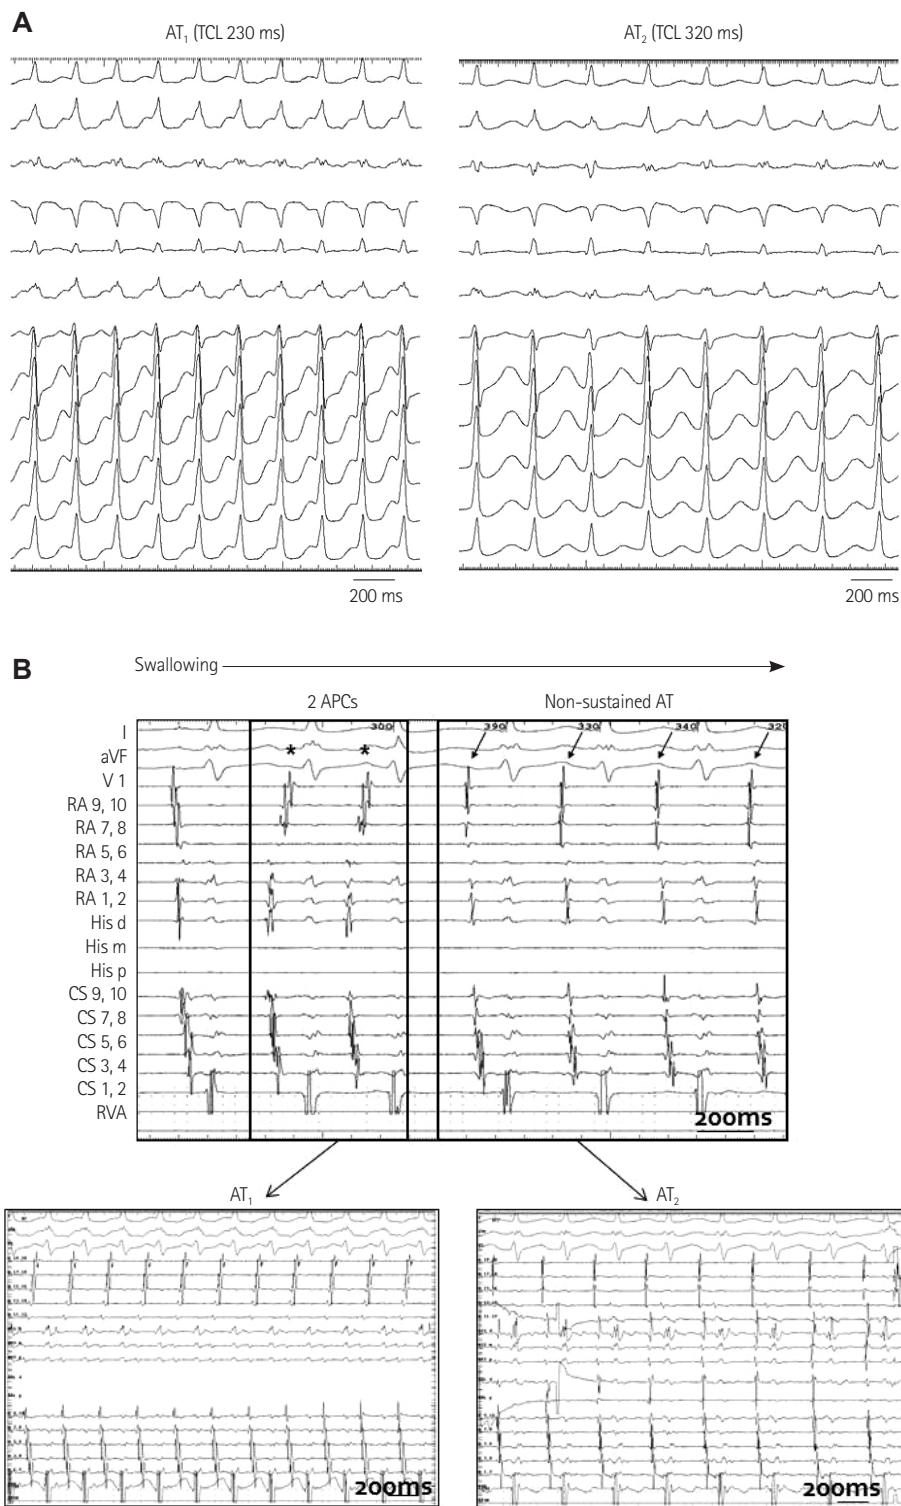 A
AT₁ (TCL 230 ms)
AT₂ (TCL 320 ms)
200 ms
200 ms
B
Swallowing
2 APCs
Non-sustained AT
I
aVF
V 1
RA 9, 10
RA 7, 8
RA 5, 6
RA 3, 4
RA 1, 2
His d
His m
His p
CS 9, 10
CS 7, 8
CS 5, 6
CS 3, 4
CS 1, 2
RVA
300
* *
390 330 340 320
200ms
AT₁
AT₂
200ms
200ms